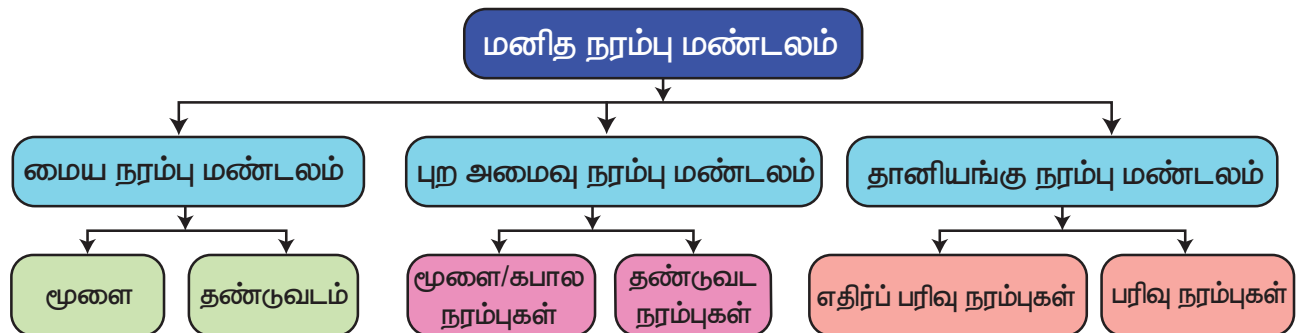 மனித நரம்பு மண்டலம்
மைய நரம்பு மண்டலம்
புற அமைவு நரம்பு மண்டலம்
தானியங்கு நரம்பு மண்டலம்
மூளை
தண்டுவடம்
மூளை/கபால
நரம்புகள்
தண்டுவட
நரம்புகள்
எதிர்ப் பரிவு நரம்புகள்
பரிவு நரம்புகள்